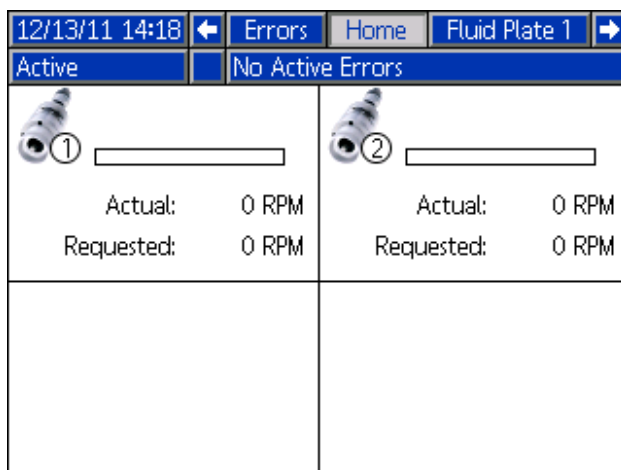 12/13/11 14:18 Errors Home Fluid Plate 1
Active No Active Errors
1 2
Actual: 0 RPM Actual: 0 RPM
Requested: 0 RPM Requested: 0 RPM